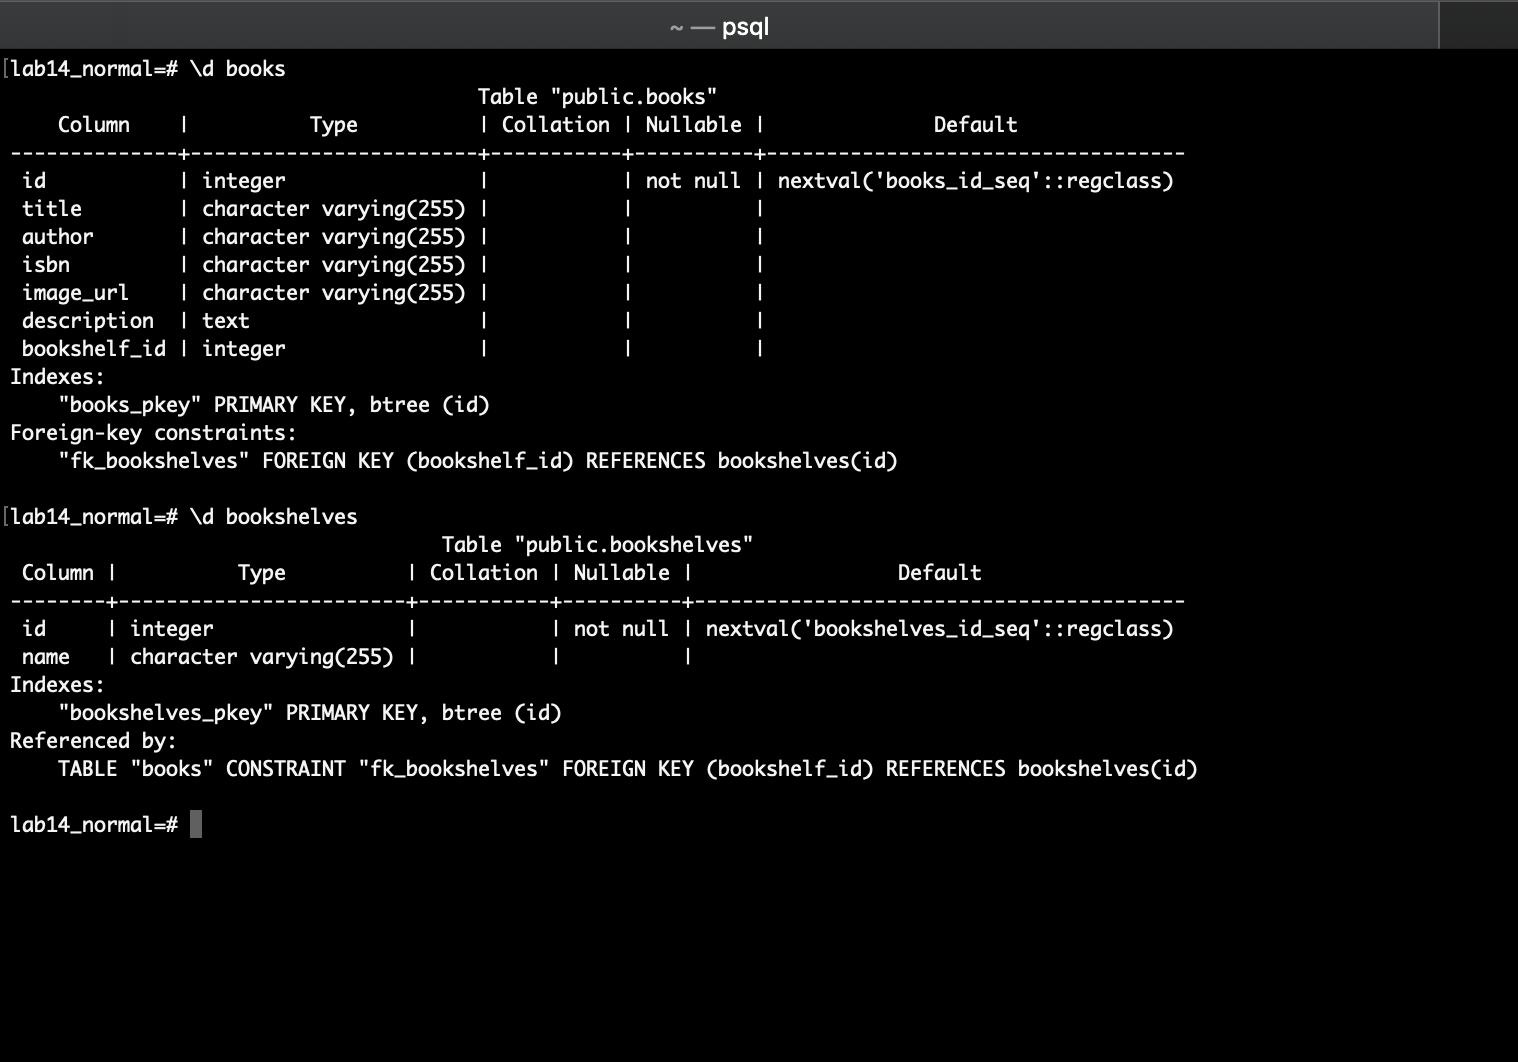 ~ — psql
[lab14_normal=# \d books
                                       Table "public.books"
    Column    |          Type          | Collation | Nullable |              Default
--------------+------------------------+-----------+----------+-----------------------------------
 id           | integer                |           | not null | nextval('books_id_seq'::regclass)
 title        | character varying(255) |           |          |
 author       | character varying(255) |           |          |
 isbn         | character varying(255) |           |          |
 image_url    | character varying(255) |           |          |
 description  | text                   |           |          |
 bookshelf_id | integer                |           |          |
Indexes:
    "books_pkey" PRIMARY KEY, btree (id)
Foreign-key constraints:
    "fk_bookshelves" FOREIGN KEY (bookshelf_id) REFERENCES bookshelves(id)

[lab14_normal=# \d bookshelves
                                    Table "public.bookshelves"
 Column |          Type          | Collation | Nullable |                 Default
--------+------------------------+-----------+----------+-----------------------------------------
 id     | integer                |           | not null | nextval('bookshelves_id_seq'::regclass)
 name   | character varying(255) |           |          |
Indexes:
    "bookshelves_pkey" PRIMARY KEY, btree (id)
Referenced by:
    TABLE "books" CONSTRAINT "fk_bookshelves" FOREIGN KEY (bookshelf_id) REFERENCES bookshelves(id)

lab14_normal=#